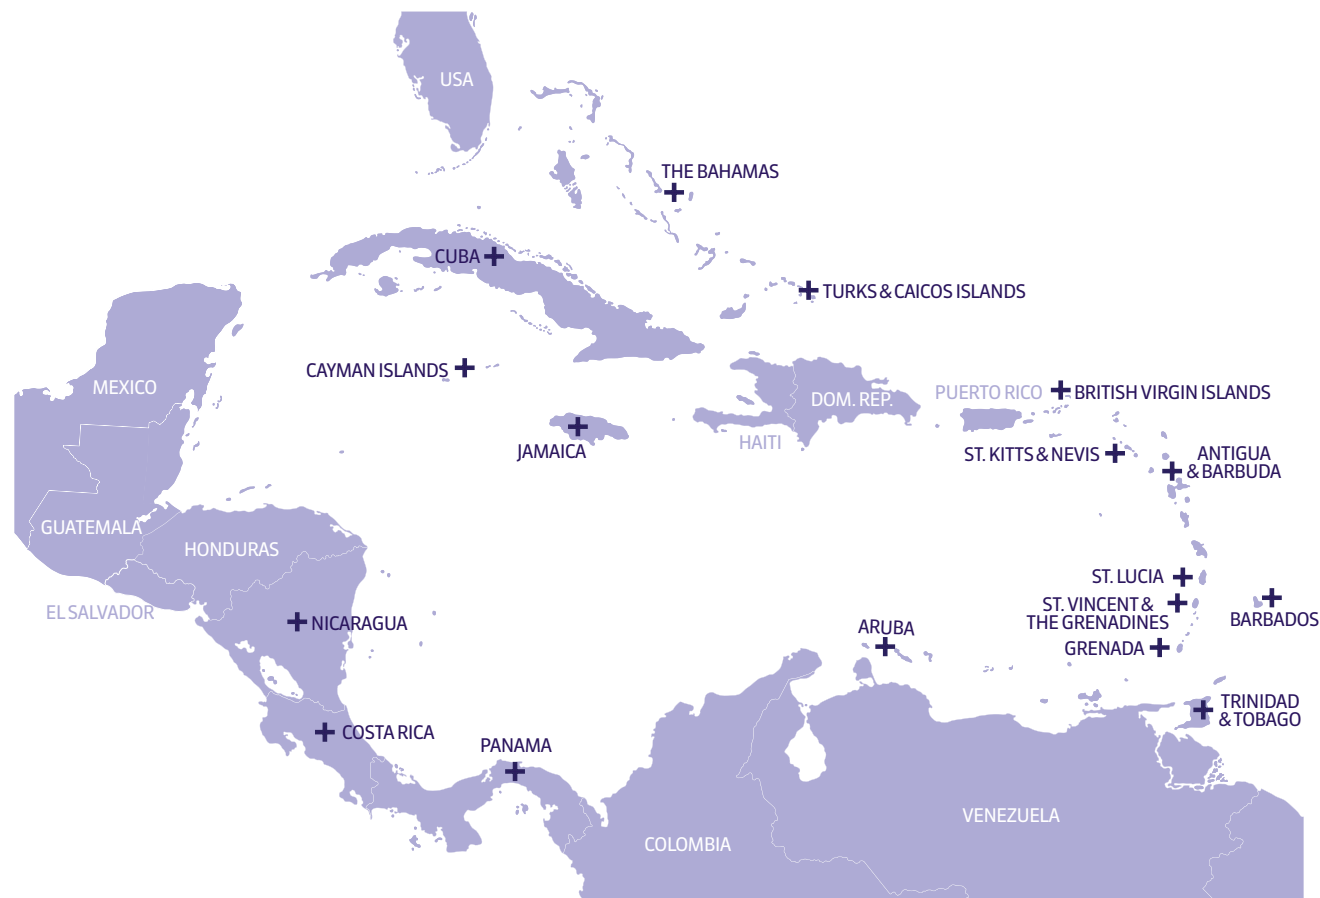 USA
THE BAHAMAS
CUBA
TURKS & CAICOS ISLANDS
CAYMAN ISLANDS
MEXICO
DOM. REP.
PUERTO RICO
BRITISH VIRGIN ISLANDS
HAITI
JAMAICA
ST. KITTS & NEVIS
ANTIGUA
& BARBUDA
GUATEMALA
HONDURAS
ST. LUCIA
EL SALVADOR
ST. VINCENT &
THE GRENADINES
BARBADOS
NICARAGUA
ARUBA
GRENADA
TRINIDAD
& TOBAGO
COSTA RICA
PANAMA
VENEZUELA
COLOMBIA